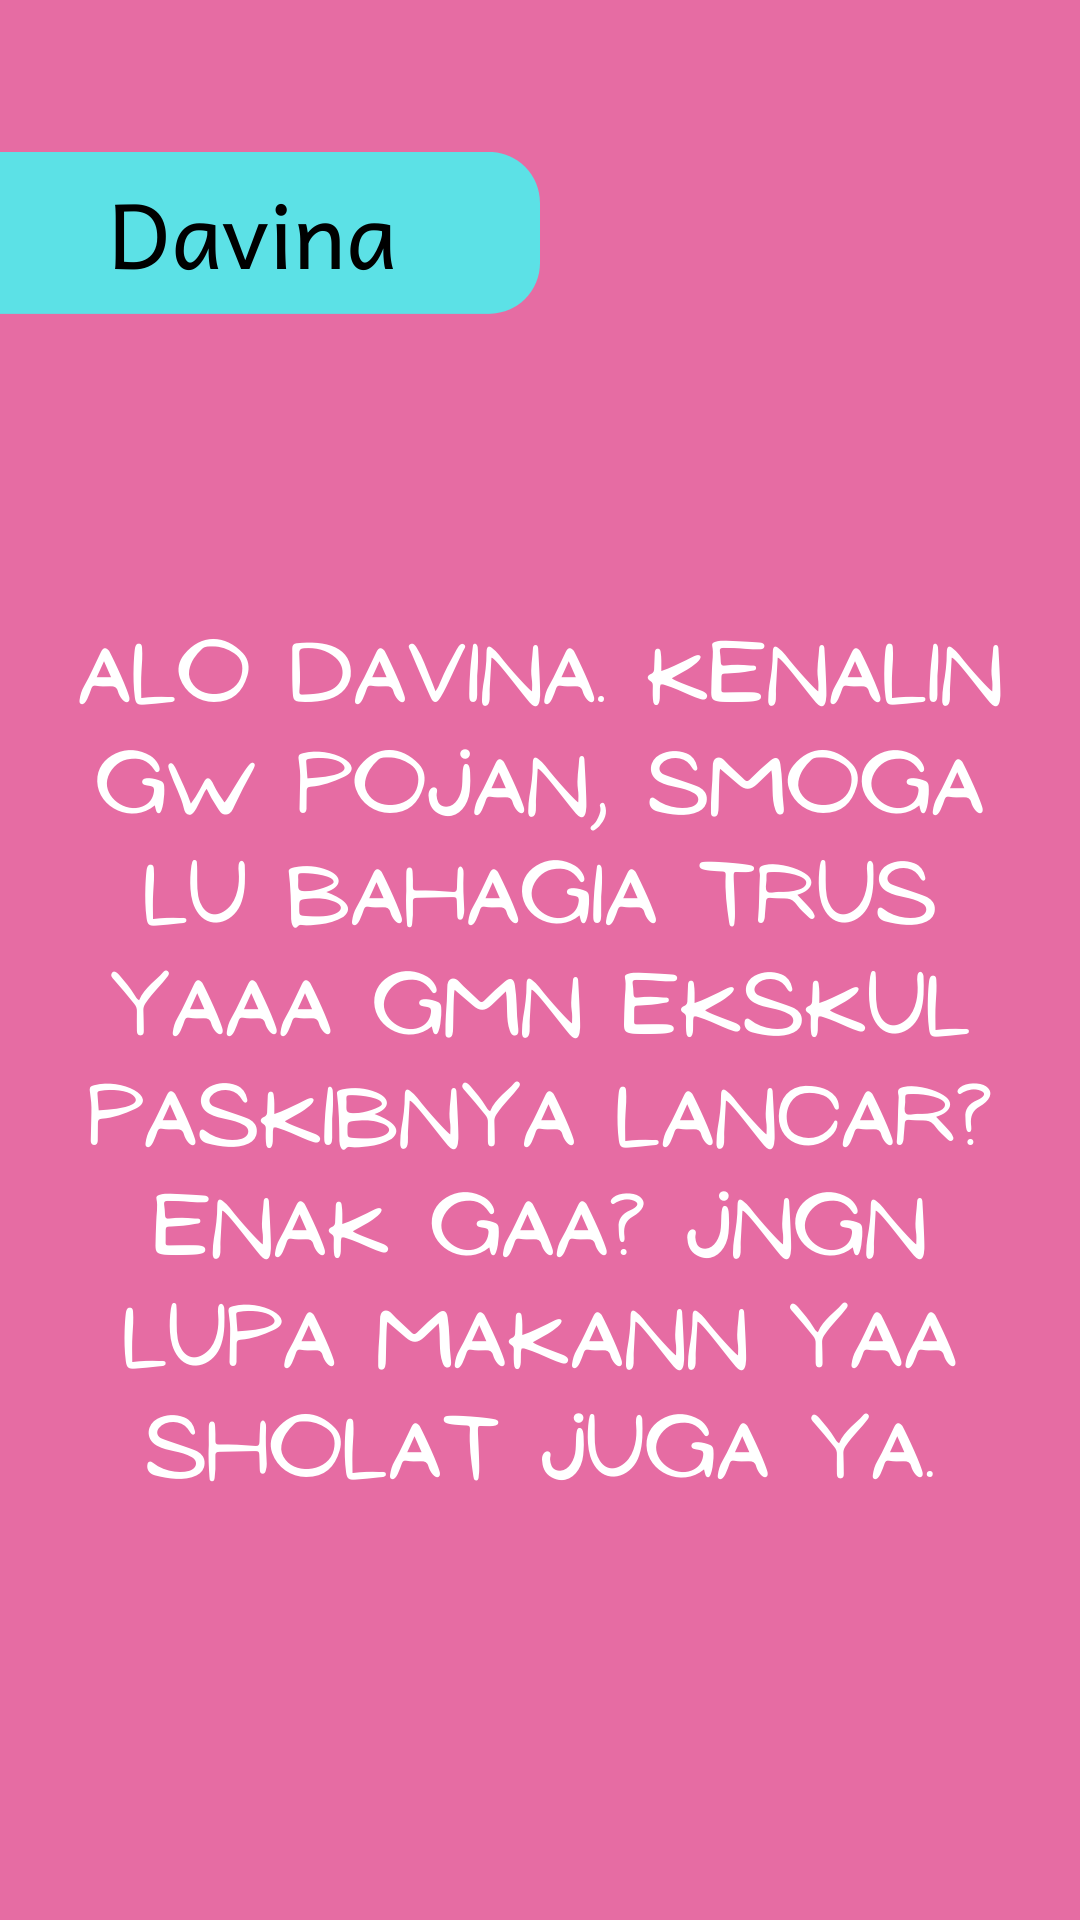 Davina
ALO DAVINA. KENALIN
GW POJAN, SMOGA
LU BAHAGIA TRUS
YAAA GMN EKSKUL
PASKIBNYA LANCAR?
ENAK GAA? JNGN
LUPA MAKANN YAA
SHOLAT JUGA YA.